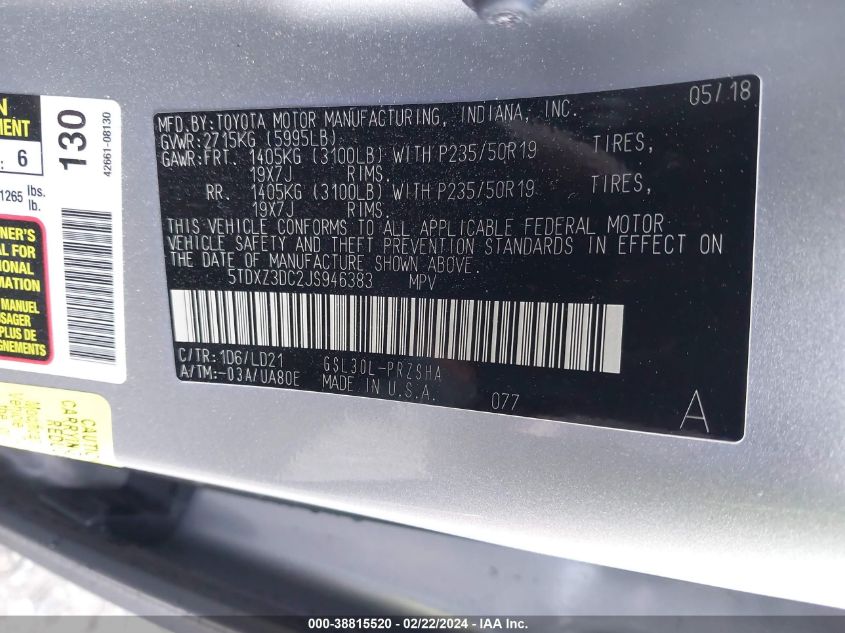 MFD.BY:TOYOTA MOTOR MANUFACTURING, INDIANA, INC. 05/18
GVWR:2715KG (5995LB)
GAWR:FRT. 1405KG (3100LB) WITH P235/50R19 TIRES,
19X7J RIMS.
RR. 1405KG (3100LB) WITH P235/50R19 TIRES,
19X7J RIMS.
THIS VEHICLE CONFORMS TO ALL APPLICABLE FEDERAL MOTOR
VEHICLE SAFETY AND THEFT PREVENTION STANDARDS IN EFFECT ON
THE DATE OF MANUFACTURE SHOWN ABOVE.
5TDXZ3DC2JS946383 MPV
C/TR:1D6/LD21 GSL30L-PRZSHA
A/TM:-03A/UA80E MADE IN U.S.A. 077 A
: 6
1265 lbs.
lb.
130
42661-08130
MANUEL
PLUS DE
000-38815520 / 02/22/2024 / IAA Inc.